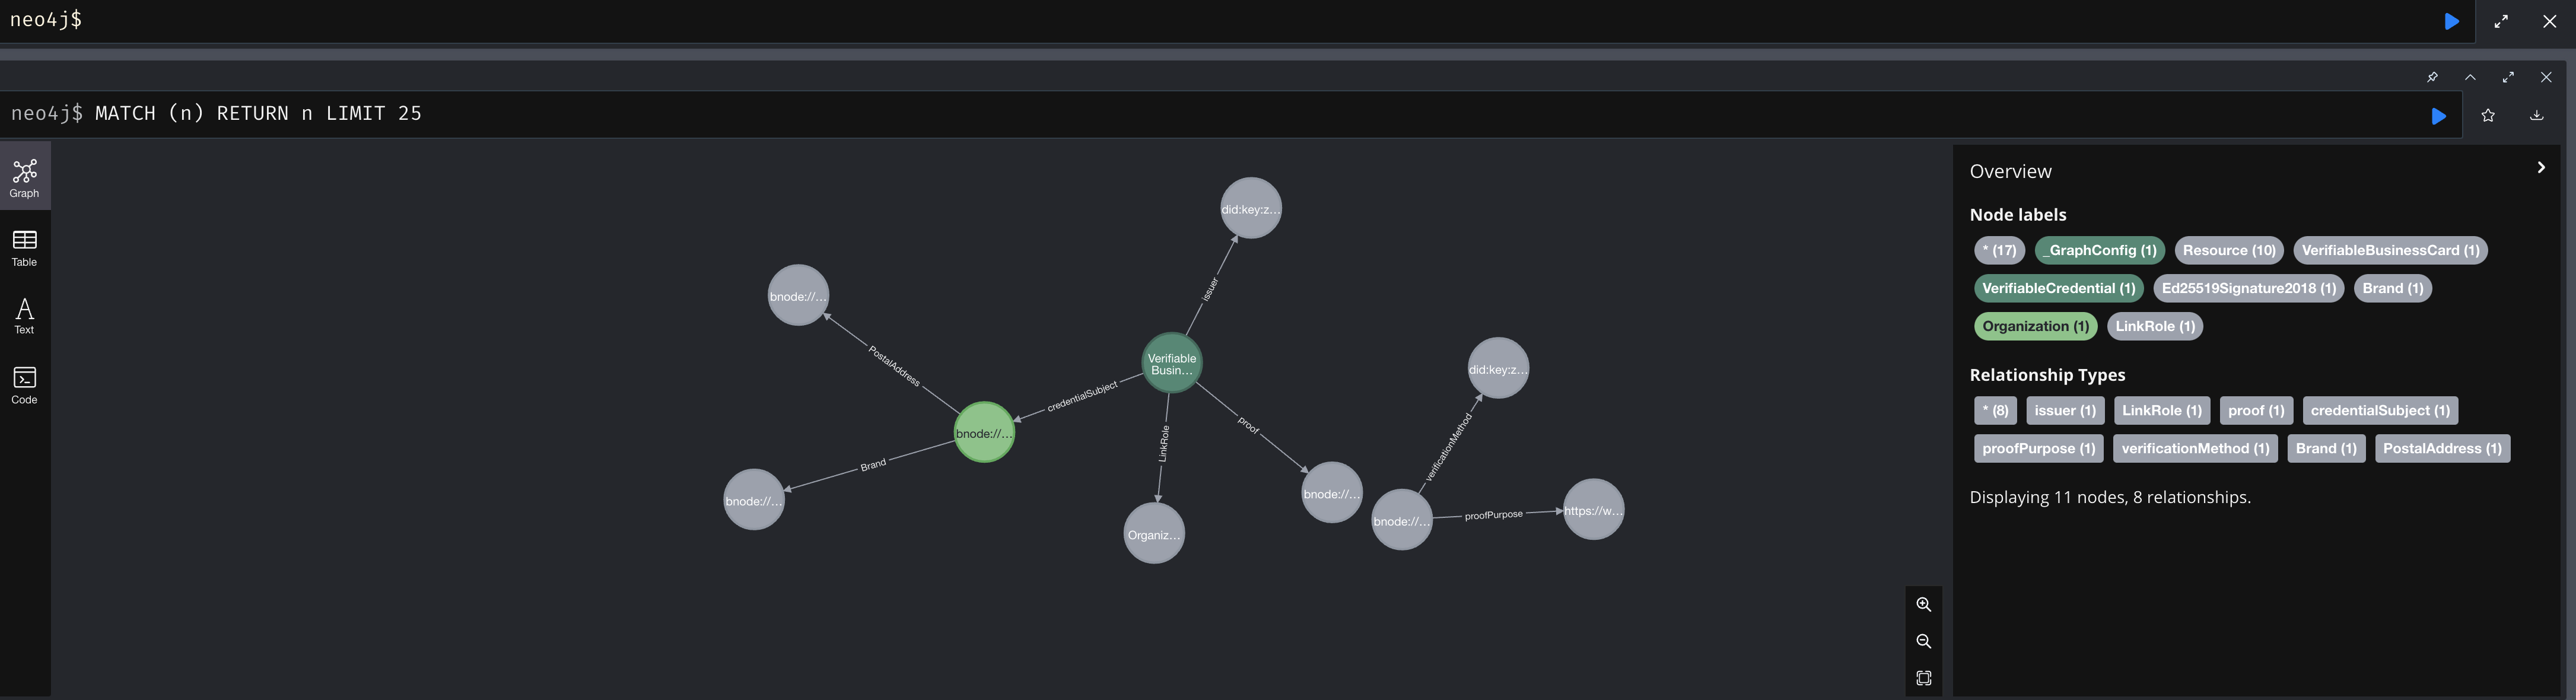 neo4j$
neo4j$ MATCH (n) RETURN n LIMIT 25
Graph
Table
Text
Code
did:key:z...
issuer
bnode://...
PostalAddress
Verifiable
Busin...
credentialSubject
bnode://...
Brand
bnode://...
LinkRole
Organiz...
proof
bnode://...
did:key:z...
verificationMethod
bnode://...
proofPurpose
https://w...
Overview
Node labels
* (17) _GraphConfig (1) Resource (10) VerifiableBusinessCard (1)
VerifiableCredential (1) Ed25519Signature2018 (1) Brand (1)
Organization (1) LinkRole (1)
Relationship Types
* (8) issuer (1) LinkRole (1) proof (1) credentialSubject (1)
proofPurpose (1) verificationMethod (1) Brand (1) PostalAddress (1)
Displaying 11 nodes, 8 relationships.